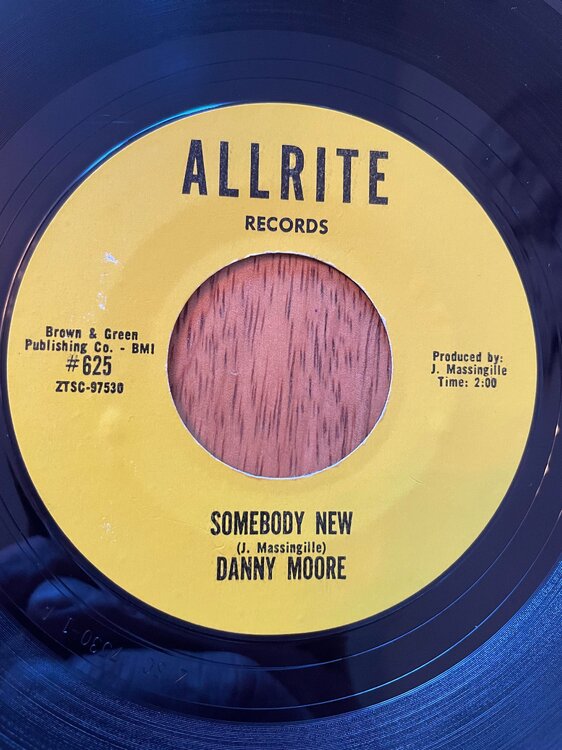 ALLRITE
RECORDS
Brown & Green
Publishing Co. - BMI
#625
ZTSC-97530
Produced by:
J. Massingille
Time: 2:00
SOMEBODY NEW
(J. Massingille)
DANNY MOORE